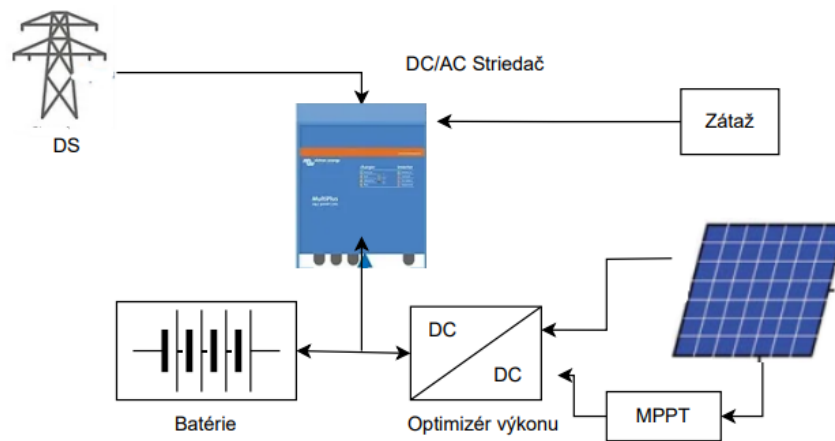 DC/AC Striedač
DS
Zátaž
MultiPlus
DC
DC
Batérie
Optimizér výkonu
MPPT